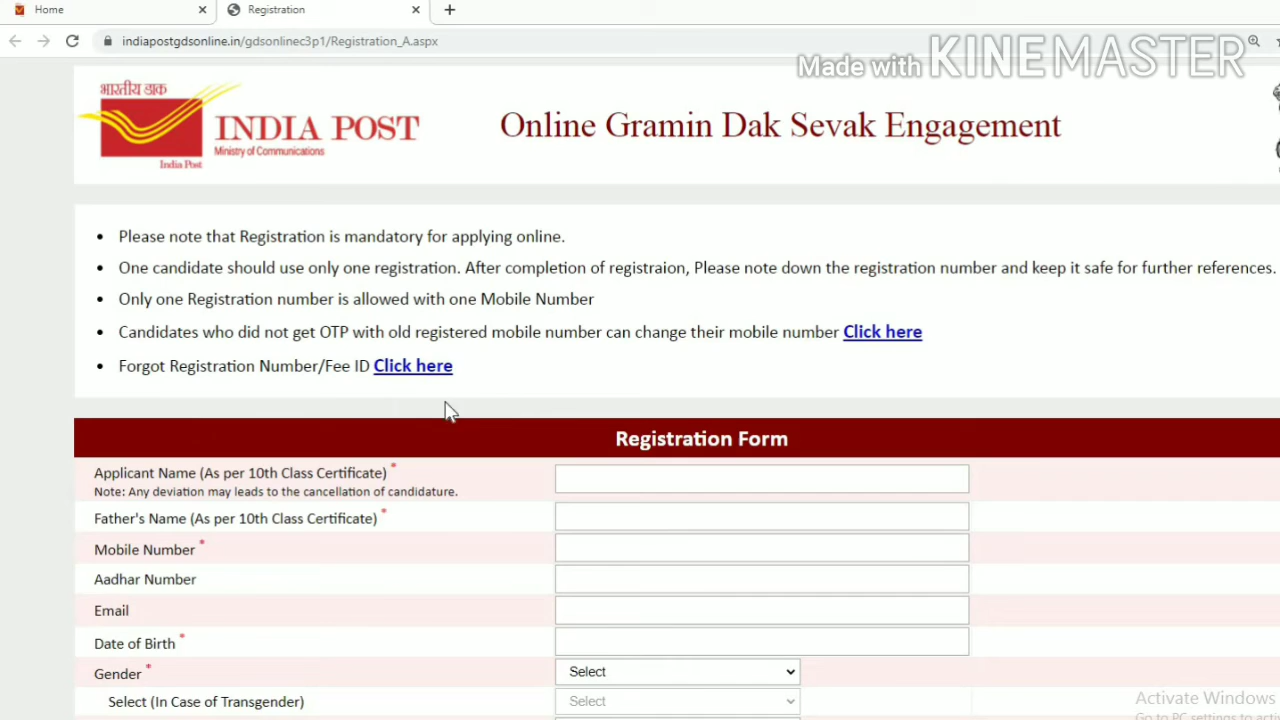 Home
Registration
indiapostgdsonline.in/gdsonlinec3p1/Registration_A.aspx
Made with KINEMASTER
भारतीय डाक
INDIA POST
Ministry of Communications
India Post
Online Gramin Dak Sevak Engagement
Please note that Registration is mandatory for applying online.
One candidate should use only one registration. After completion of registraion, Please note down the registration number and keep it safe for further references.
Only one Registration number is allowed with one Mobile Number
Candidates who did not get OTP with old registered mobile number can change their mobile number Click here
Forgot Registration Number/Fee ID Click here
Registration Form
Applicant Name (As per 10th Class Certificate) *
Note: Any deviation may leads to the cancellation of candidature.
Father's Name (As per 10th Class Certificate) *
Mobile Number *
Aadhar Number
Email
Date of Birth *
Gender * Select
Select (In Case of Transgender) Select
Activate Windows
Go to PC settings to